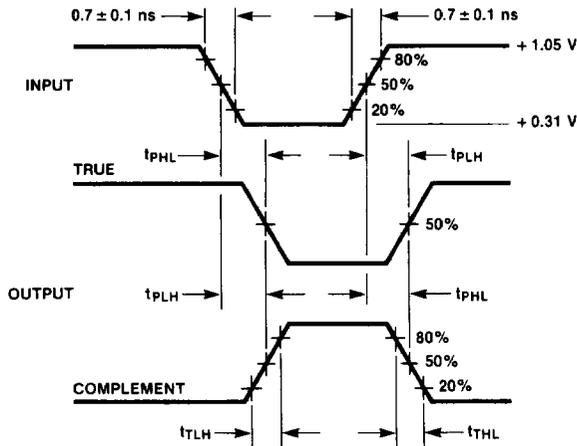 0.7 ± 0.1 ns 0.7 ± 0.1 ns
+ 1.05 V
80%
INPUT 50%
20%
+ 0.31 V
tPHL tPLH
TRUE
50%
OUTPUT tPLH tPHL
80%
50%
COMPLEMENT 20%
tTLH tTHL